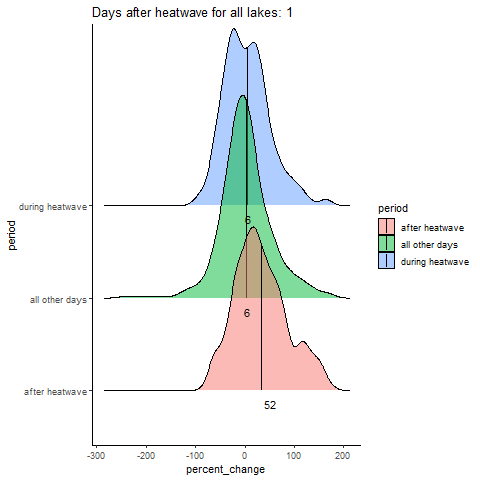 Days after heatwave for all lakes: 1
during heatwave
all other days
after heatwave
period
6
6
52
-300 -200 -100 0 100 200
percent_change
period
after heatwave
all other days
during heatwave